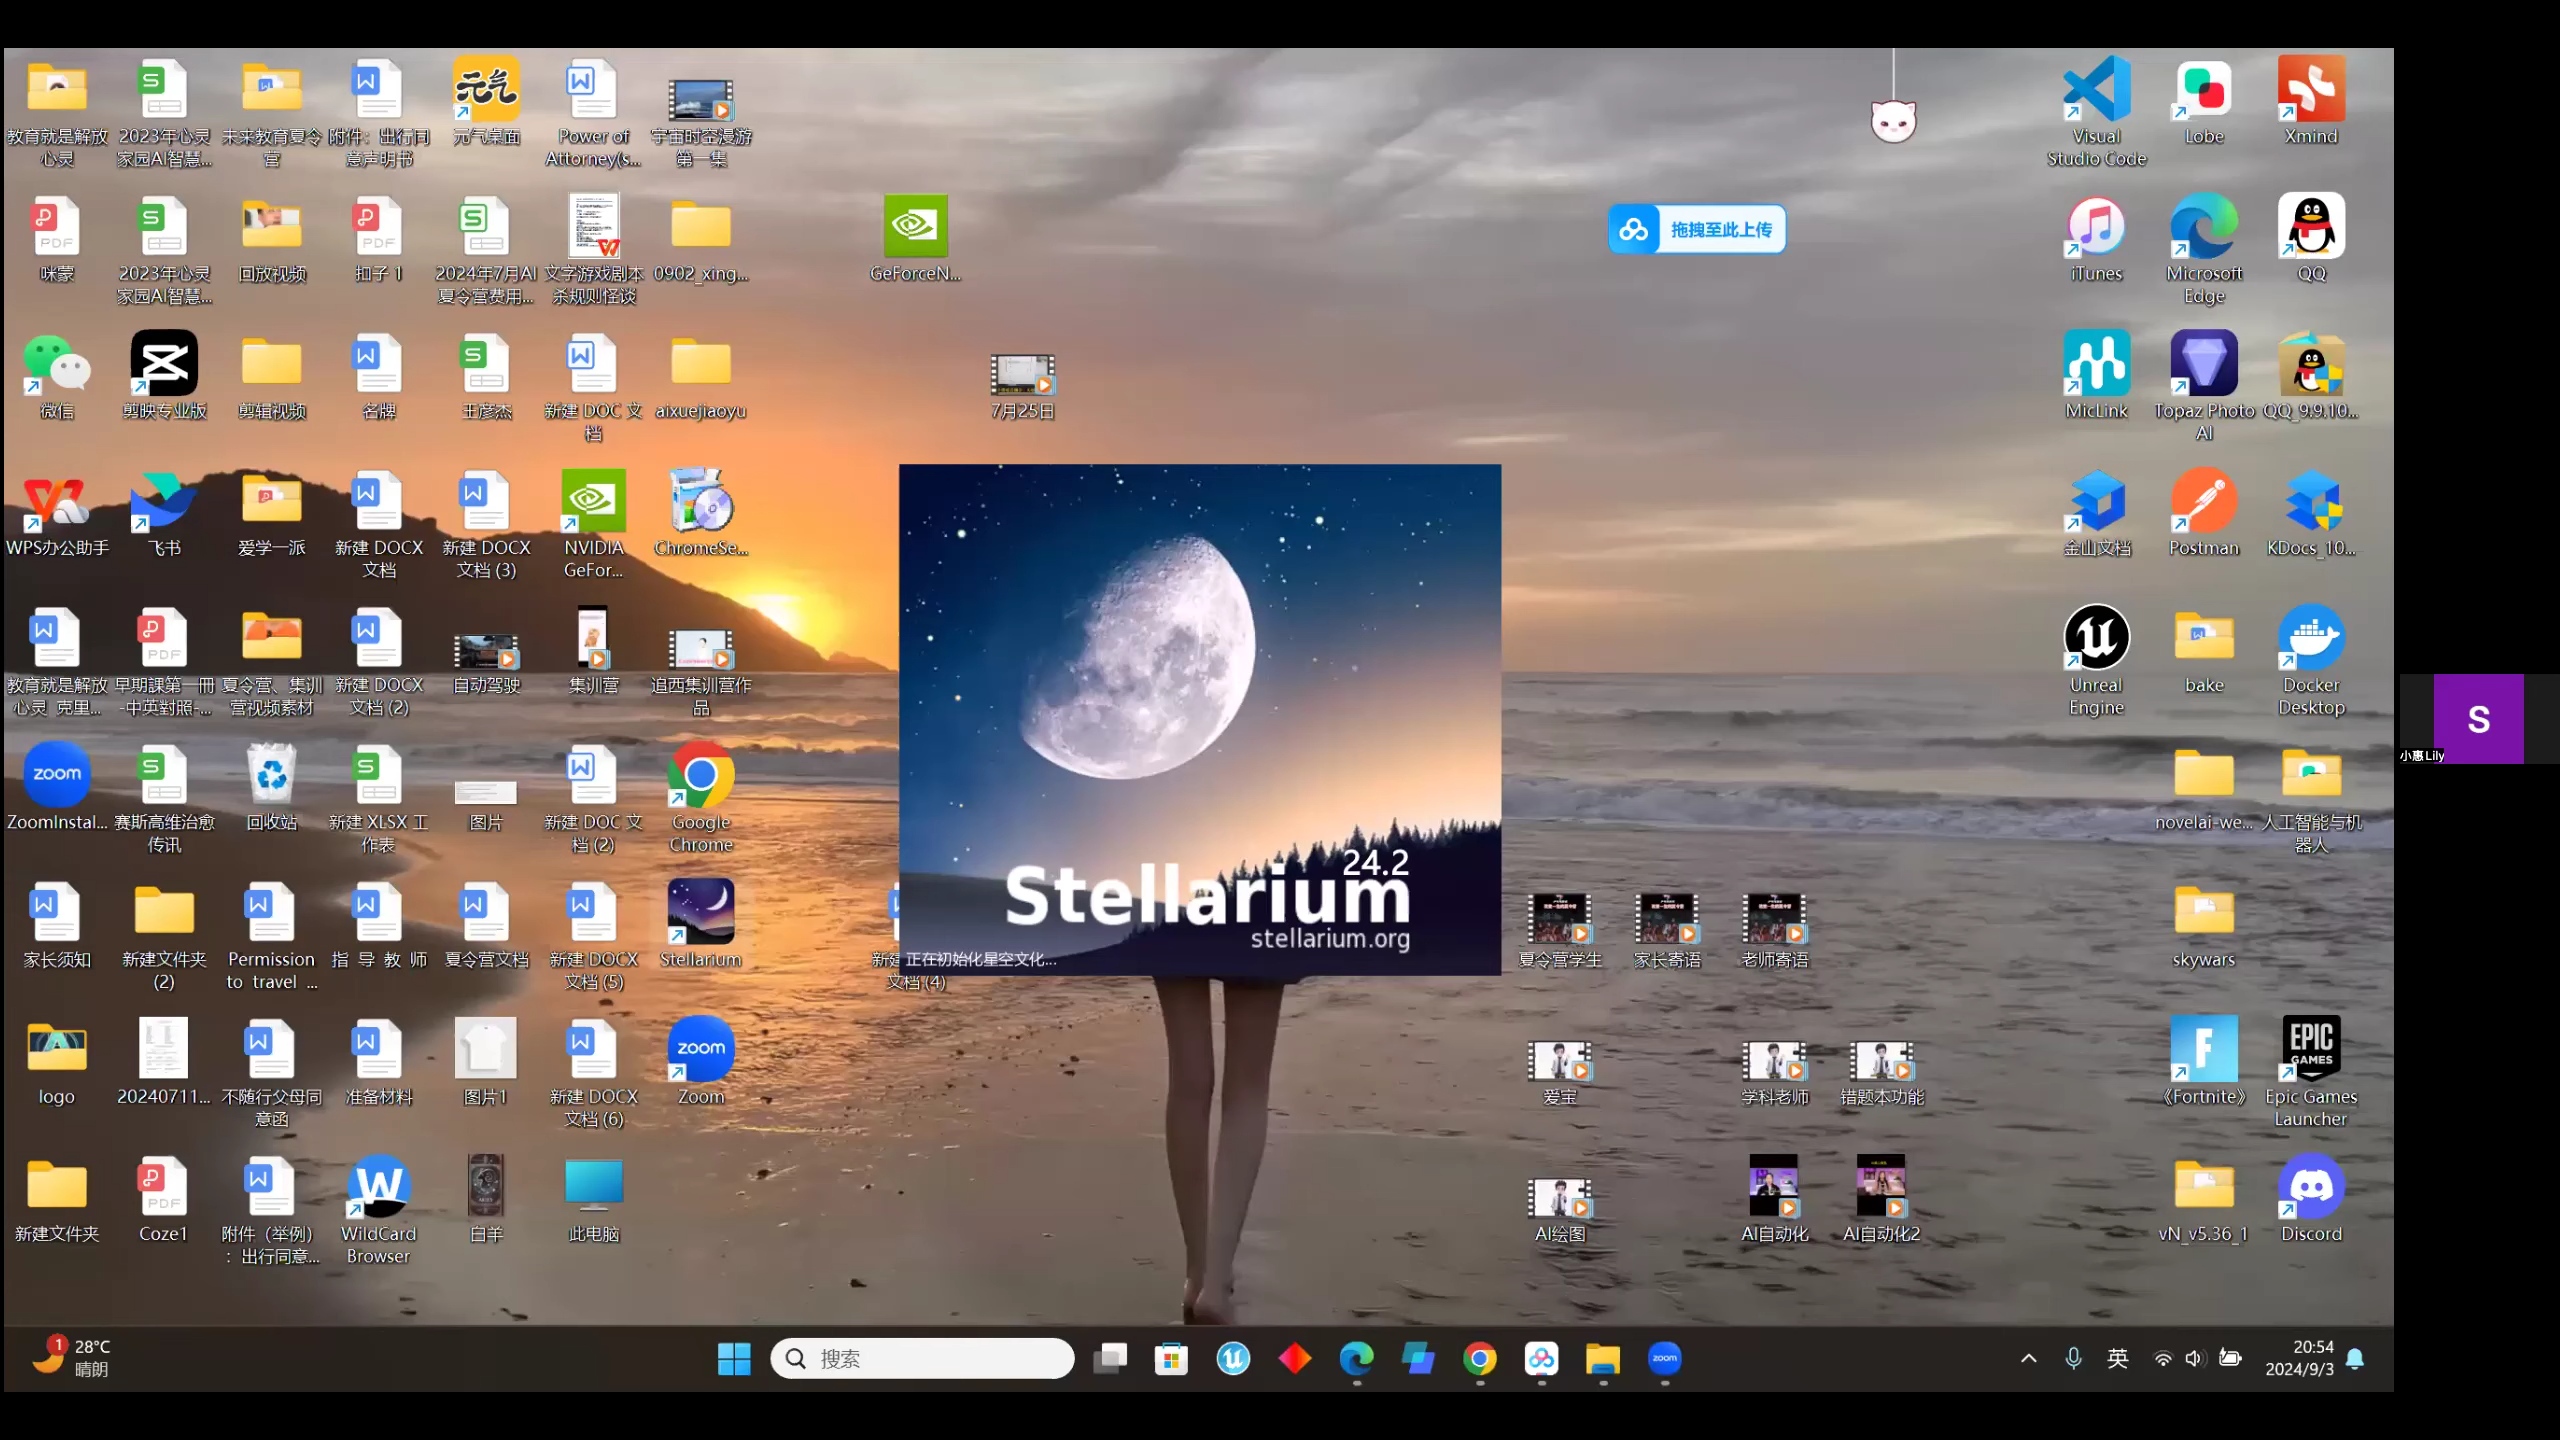 教育就是解放
心灵
2023年心灵
家园AI智慧...
未来教育夏令
营
附件：出行同
意声明书
元气
元气桌面
Power of
Attorney(s...
宇宙时空漫游
第一集
Visual
Studio Code
Lobe
Xmind
咪蒙
2023年心灵
家园AI智慧...
回放视频
扣子 1
2024年7月AI
夏令营费用...
文字游戏剧本
杀规则怪谈
0902_xing...
GeForceN...
拖拽至此上传
iTunes
Microsoft
Edge
QQ
微信
剪映专业版
剪辑视频
名牌
王彦杰
新建 DOC 文
档
aixuejiaoyu
7月25日
MicLink
Topaz Photo
AI
QQ_9.9.10...
WPS办公助手
飞书
爱学一派
新建 DOCX
文档
新建 DOCX
文档 (3)
NVIDIA
GeFor...
ChromeSe...
金山文档
Postman
KDocs_10...
教育就是解放
心灵_克里...
早期課第一冊
-中英對照-...
夏令营、集训
营视频素材
新建 DOCX
文档 (2)
自动驾驶
集训营
追西集训营作
品
Unreal
Engine
bake
Docker
Desktop
zoom
ZoomInstal...
赛斯高维治愈
传讯
回收站
新建 XLSX 工
作表
图片
新建 DOC 文
档 (2)
Google
Chrome
novelai-we...
人工智能与机
器人
S
小惠Lily
24.2
Stellarium
stellarium.org
正在初始化星空文化...
家长须知
新建文件夹
(2)
Permission
to travel ...
指 导 教 师
夏令营文档
新建 DOCX
文档 (5)
Stellarium
新建
文档 (4)
夏令营学生
家长寄语
老师寄语
skywars
logo
20240711...
不随行父母同
意函
准备材料
图片1
新建 DOCX
文档 (6)
zoom
Zoom
爱宝
学科老师
错题本功能
《Fortnite》
EPIC
GAMES
Epic Games
Launcher
新建文件夹
PDF
Coze1
附件（举例）
：出行同意...
WildCard
Browser
白羊
此电脑
AI绘图
AI自动化
AI自动化2
vN_v5.36_1
Discord
1
28°C
晴朗
搜索
zoom
英
20:54
2024/9/3